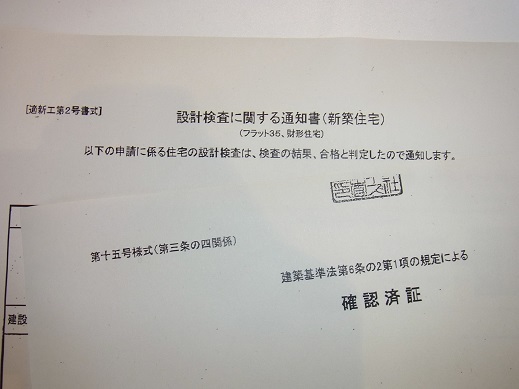 [適新工第2号書式]
設計検査に関する通知書(新築住宅)
(フラット35、財形住宅)
以下の申請に係る住宅の設計検査は、検査の結果、合格と判定したので通知します。
第十五号様式(第三条の四関係)
建築基準法第6条の2第1項の規定による
確認済証
建設